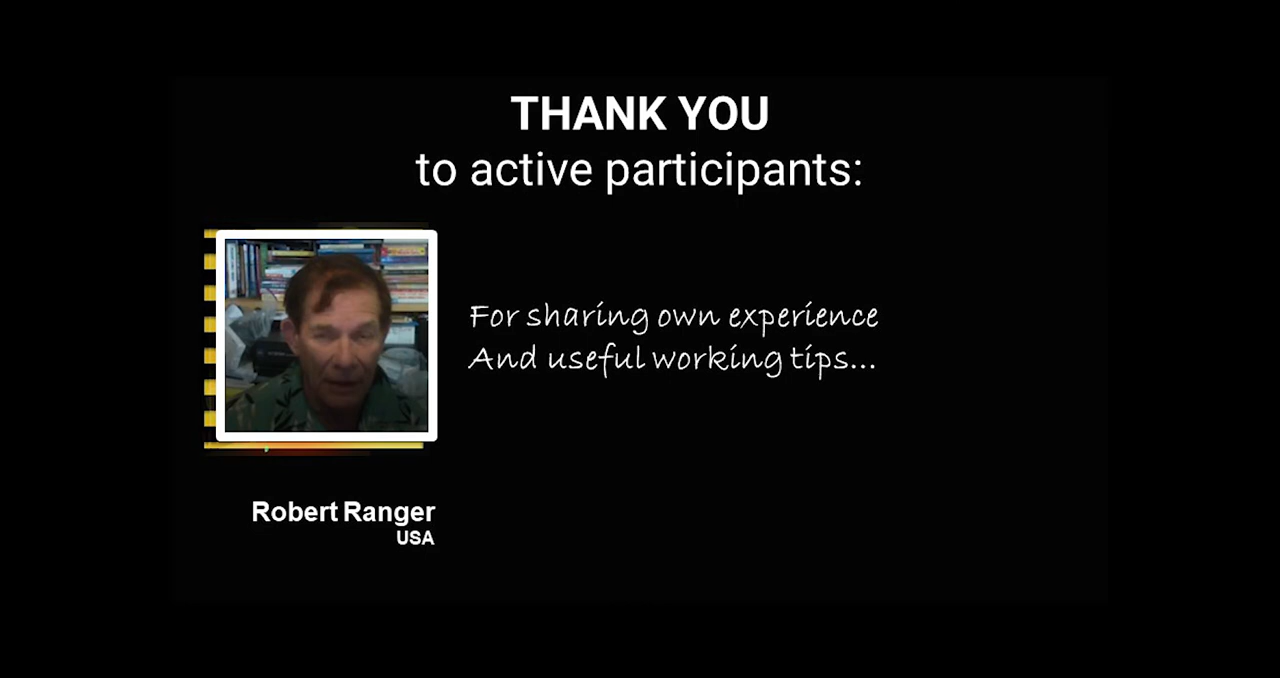 THANK YOU
to active participants:
For sharing own experience
And useful working tips...
Robert Ranger
USA